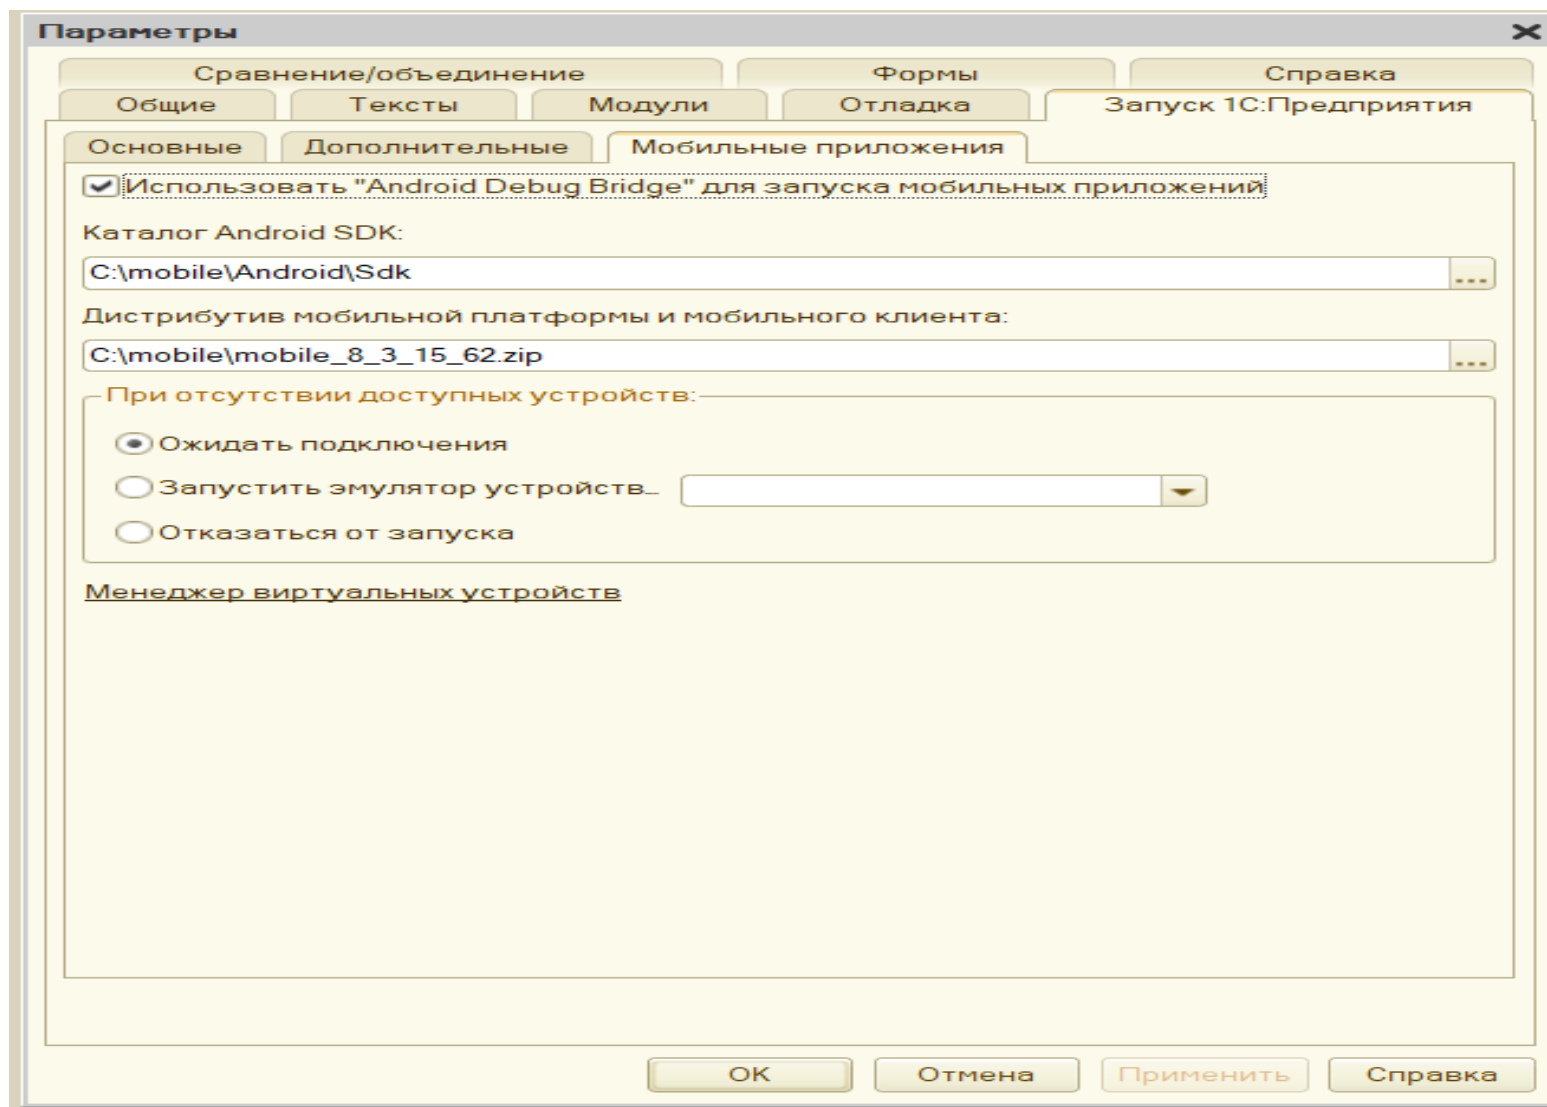 Параметры
Сравнение/объединение Формы Справка
Общие Тексты Модули Отладка Запуск 1С:Предприятия
Основные Дополнительные Мобильные приложения
Использовать "Android Debug Bridge" для запуска мобильных приложений
Каталог Android SDK:
C:\mobile\Android\Sdk
...
Дистрибутив мобильной платформы и мобильного клиента:
C:\mobile\mobile_8_3_15_62.zip
...
При отсутствии доступных устройств:
Ожидать подключения
Запустить эмулятор устройств...
Отказаться от запуска
Менеджер виртуальных устройств
ОК Отмена Применить Справка